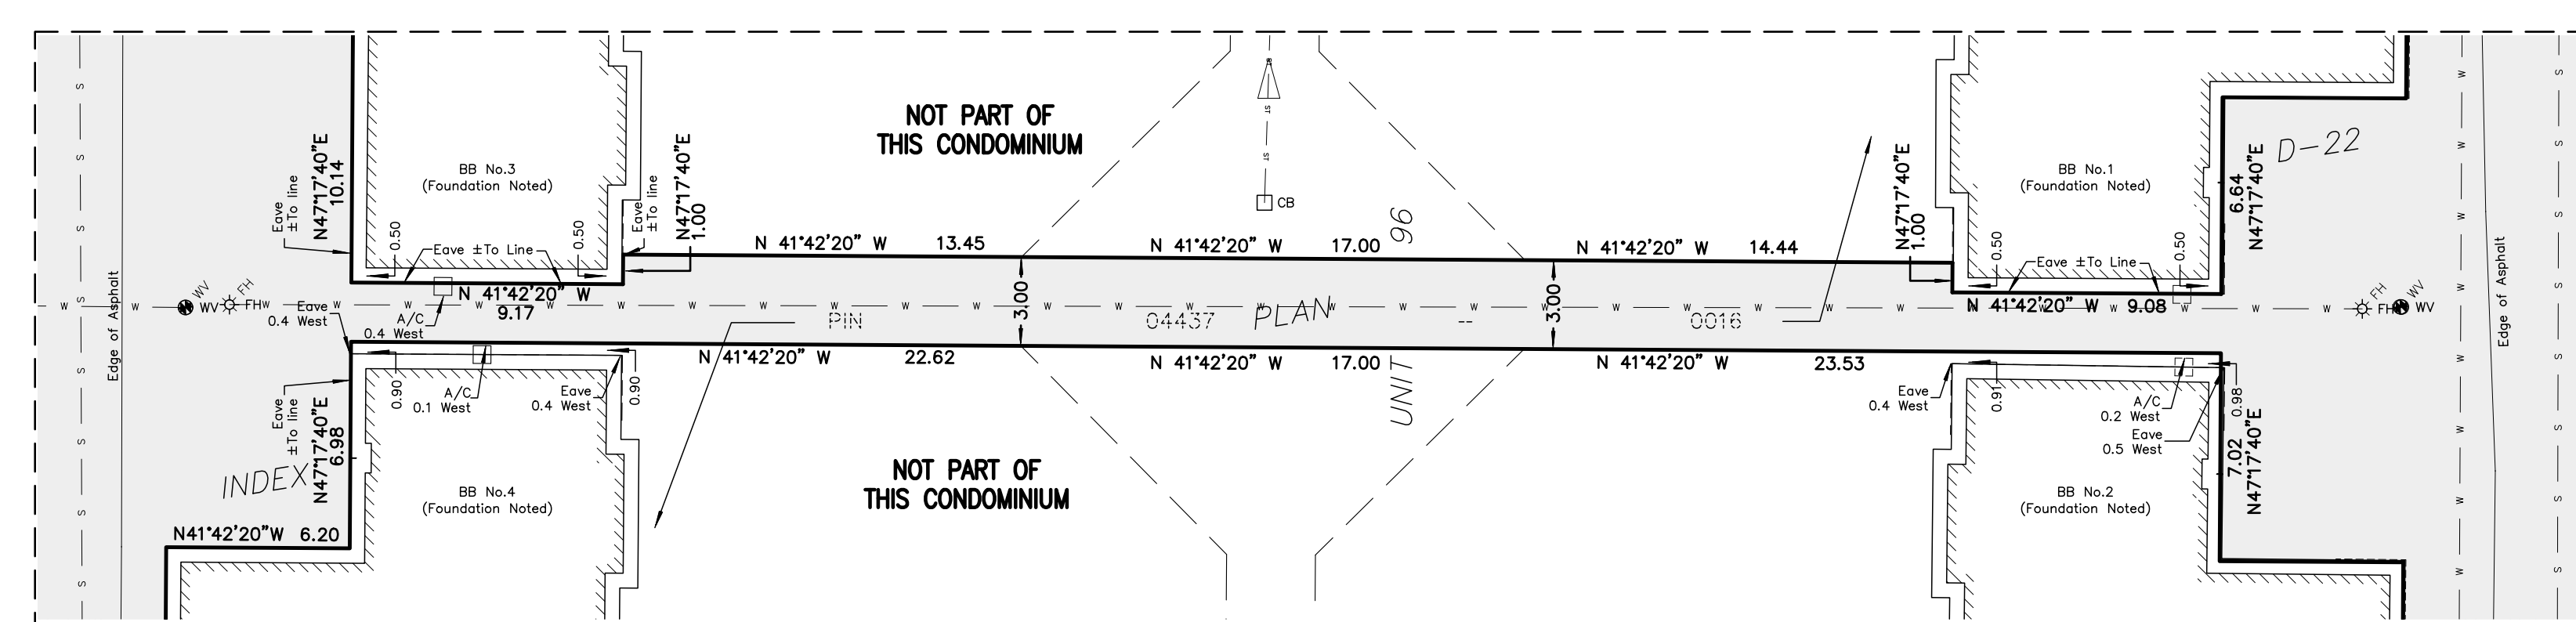 NOT PART OF
THIS CONDOMINIUM
NOT PART OF
THIS CONDOMINIUM
BB No.3
(Foundation Noted)
BB No.1
(Foundation Noted)
BB No.4
(Foundation Noted)
BB No.2
(Foundation Noted)
N47°17'40"E
10.14
Eave
±To line
0.50
Eave ±To Line
0.50
Eave
±To line
N47°17'40"E
1.00
N 41°42'20" W 13.45
N 41°42'20" W 17.00
N 41°42'20" W 14.44
ST
ST
ST
CB
96
N47°17'40"E
1.00
0.50
Eave ±To Line
0.50
6.64
N47°17'40"E
D-22
Edge of Asphalt
Edge of Asphalt
WV
WV
FH
FH
Eave
0.4 West
A/C
0.4 West
N 41°42'20" W
9.17
3.00
PIN 04437 -- 0016
PLAN
3.00
N 41°42'20" W 9.08
FH
FH
WV
WV
N 41°42'20" W 22.62
N 41°42'20" W 17.00
N 41°42'20" W 23.53
UNIT
0.90
A/C
0.1 West
Eave
0.4 West
0.90
Eave
±To line
N47°17'40"E
6.98
INDEX
N41°42'20"W 6.20
Eave
0.4 West
0.91
A/C
0.2 West
Eave
0.5 West
0.98
7.02
N47°17'40"E
S
S
S
S
S
S
S
W
W
W
W
W
W
W
W
S
S
S
S
S
S
S